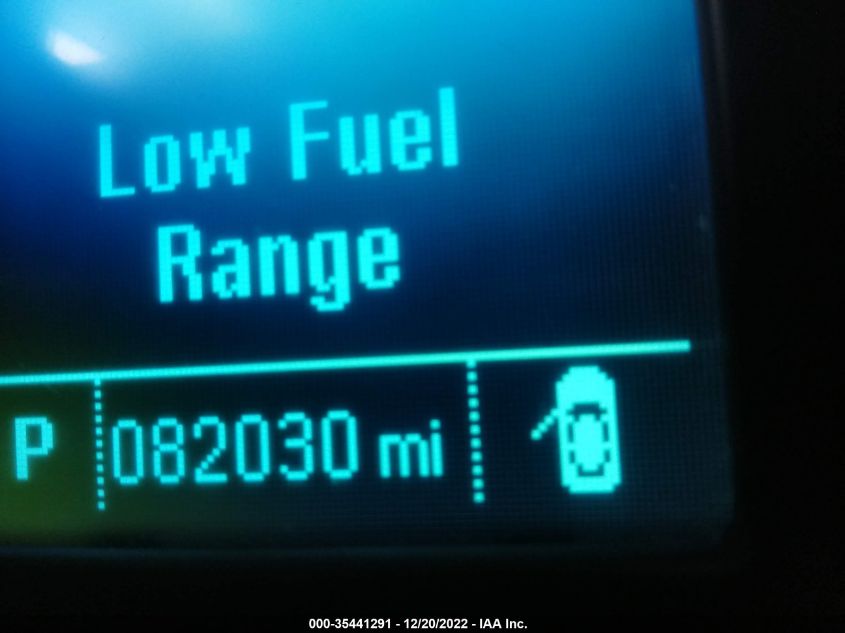 Low Fuel
Range
P 082030 mi
000-35441291 - 12/20/2022 - IAA Inc.